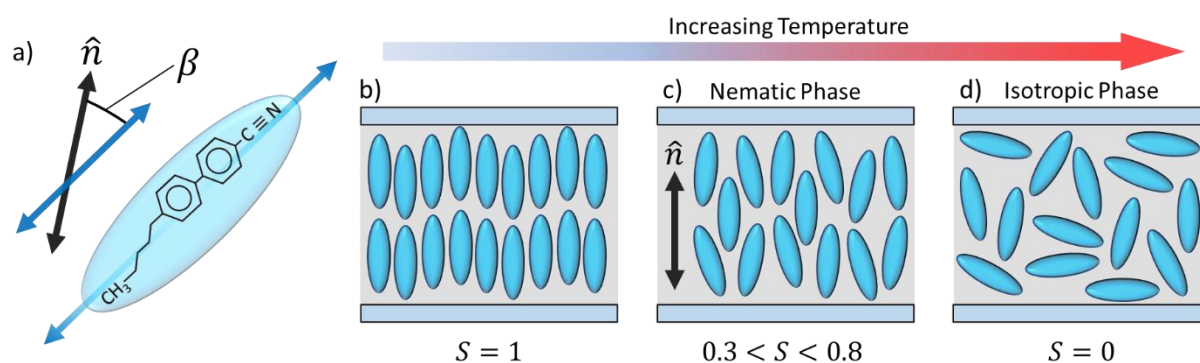 Increasing Temperature
a)
n̂
β
C≡N
CH₃
b)
c) Nematic Phase
n̂
d) Isotropic Phase
S = 1
0.3 < S < 0.8
S = 0